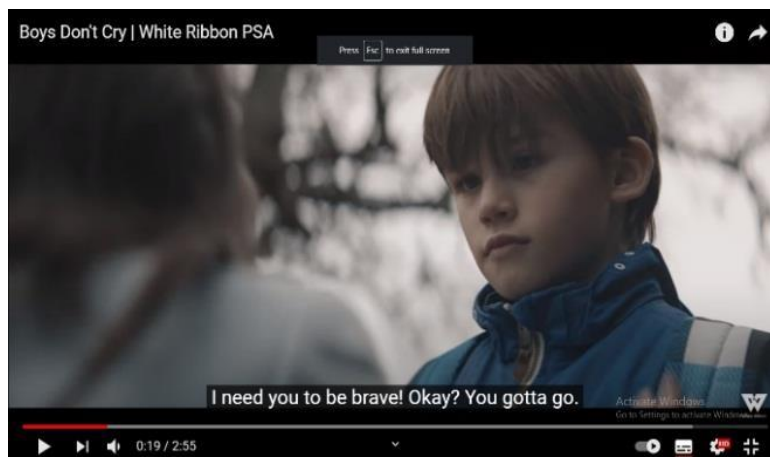 Boys Don't Cry | White Ribbon PSA
Press Esc to exit full screen
I need you to be brave! Okay? You gotta go.
Activate Windows
Go to Settings to activate Windows
0:19 / 2:55
HD